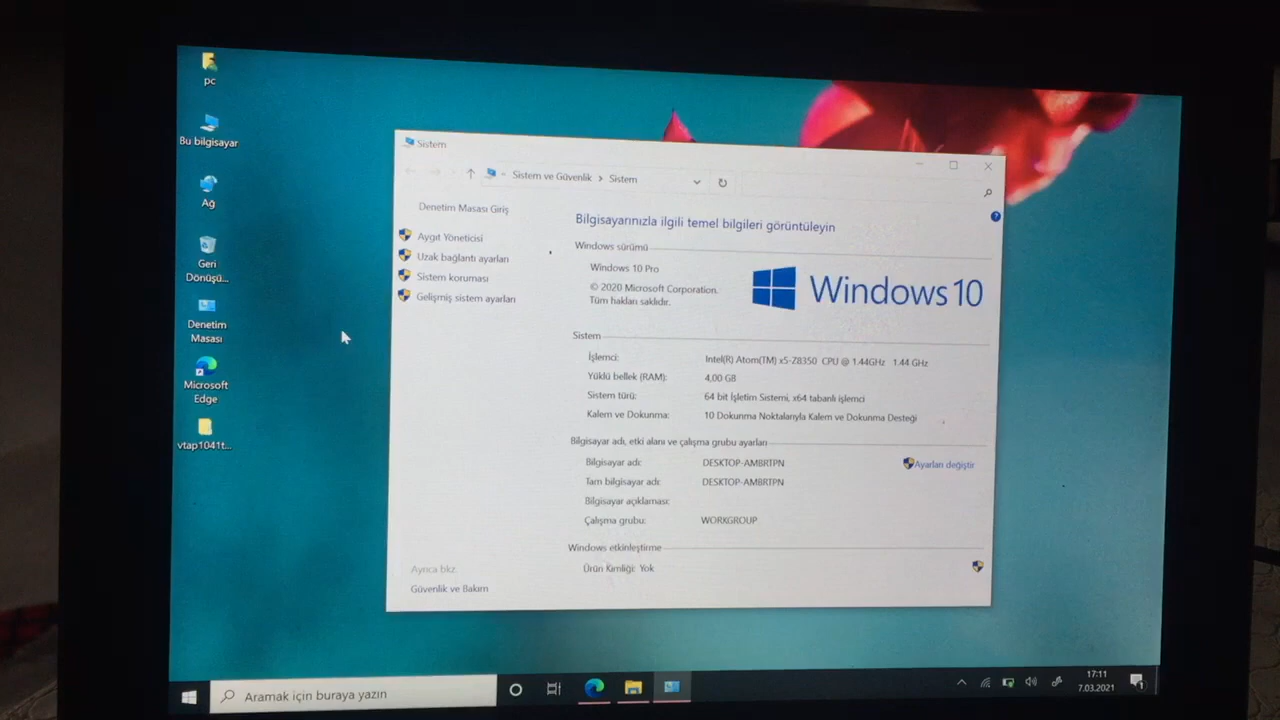 pc
Bu bilgisayar
Ağ
Geri
Dönüşü...
Denetim
Masası
Microsoft
Edge
vtap1041t...
Sistem
Sistem ve Güvenlik > Sistem
Denetim Masası Giriş
Aygıt Yöneticisi
Uzak bağlantı ayarları
Sistem koruması
Gelişmiş sistem ayarları
Ayrıca bkz.
Güvenlik ve Bakım
Bilgisayarınızla ilgili temel bilgileri görüntüleyin
Windows sürümü
Windows 10 Pro
© 2020 Microsoft Corporation.
Tüm hakları saklıdır.
Windows 10
Sistem
İşlemci: Intel(R) Atom(TM) x5-Z8350 CPU @ 1.44GHz 1.44 GHz
Yüklü bellek (RAM): 4,00 GB
Sistem türü: 64 bit İşletim Sistemi, x64 tabanlı işlemci
Kalem ve Dokunma: 10 Dokunma Noktalarıyla Kalem ve Dokunma Desteği
Bilgisayar adı, etki alanı ve çalışma grubu ayarları
Bilgisayar adı: DESKTOP-AMBRTPN
Ayarları değiştir
Tam bilgisayar adı: DESKTOP-AMBRTPN
Bilgisayar açıklaması:
Çalışma grubu: WORKGROUP
Windows etkinleştirme
Ürün Kimliği: Yok
Aramak için buraya yazın
17:11
7.03.2021
1